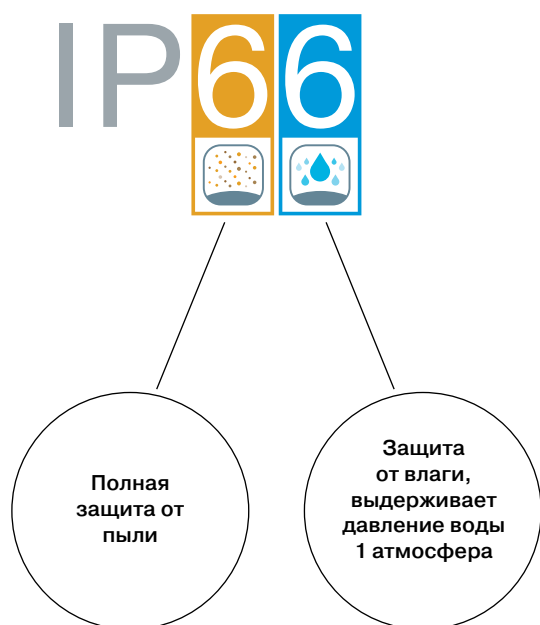 IP66
Полная
защита от
пыли
Защита
от влаги,
выдерживает
давление воды
1 атмосфера